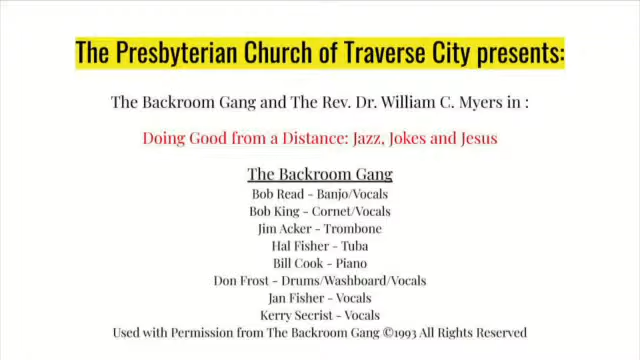 The Presbyterian Church of Traverse City presents:
The Backroom Gang and The Rev. Dr. William C. Myers in :
Doing Good from a Distance: Jazz, Jokes and Jesus
The Backroom Gang
Bob Read - Banjo/Vocals
Bob King - Cornet/Vocals
Jim Acker - Trombone
Hal Fisher - Tuba
Bill Cook - Piano
Don Frost - Drums/Washboard/Vocals
Jan Fisher - Vocals
Kerry Secrist - Vocals
Used with Permission from The Backroom Gang ©1993 All Rights Reserved